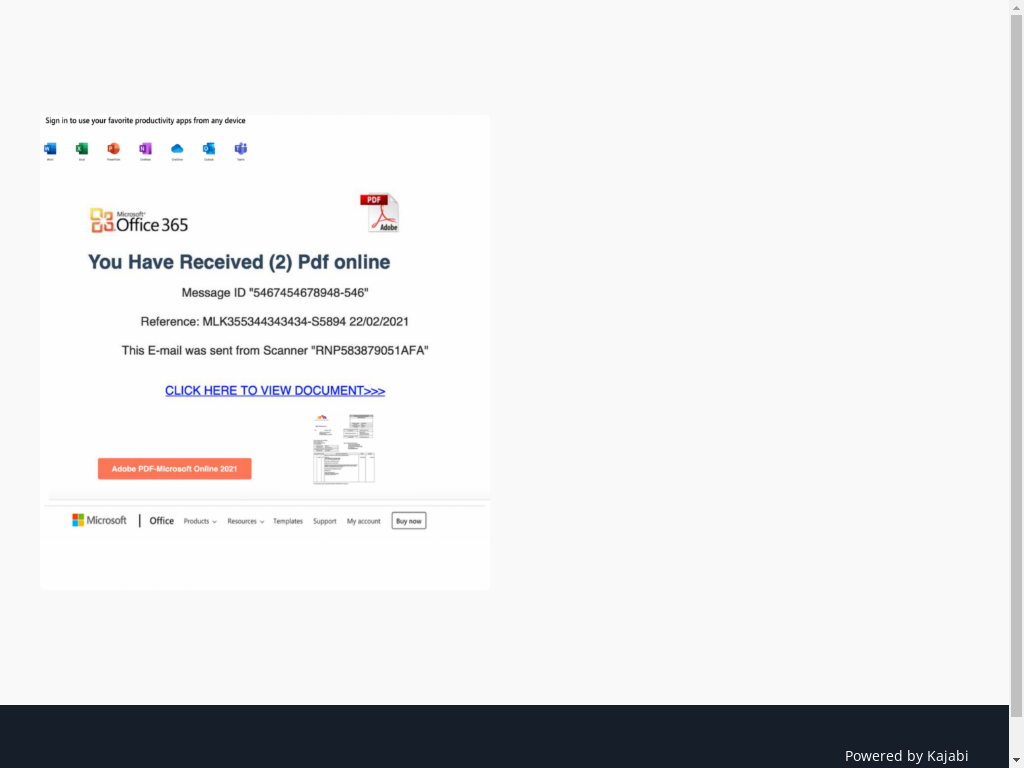 Sign in to use your favorite productivity apps from any device
Word Excel PowerPoint OneNote OneDrive Outlook Teams
PDF
Adobe
Microsoft®
Office 365
You Have Received (2) Pdf online
Message ID "5467454678948-546"
Reference: MLK355344343434-S5894 22/02/2021
This E-mail was sent from Scanner "RNP583879051AFA"
CLICK HERE TO VIEW DOCUMENT>>>
Adobe PDF-Microsoft Online 2021
Microsoft | Office Products Resources Templates Support My account Buy now
Powered by Kajabi